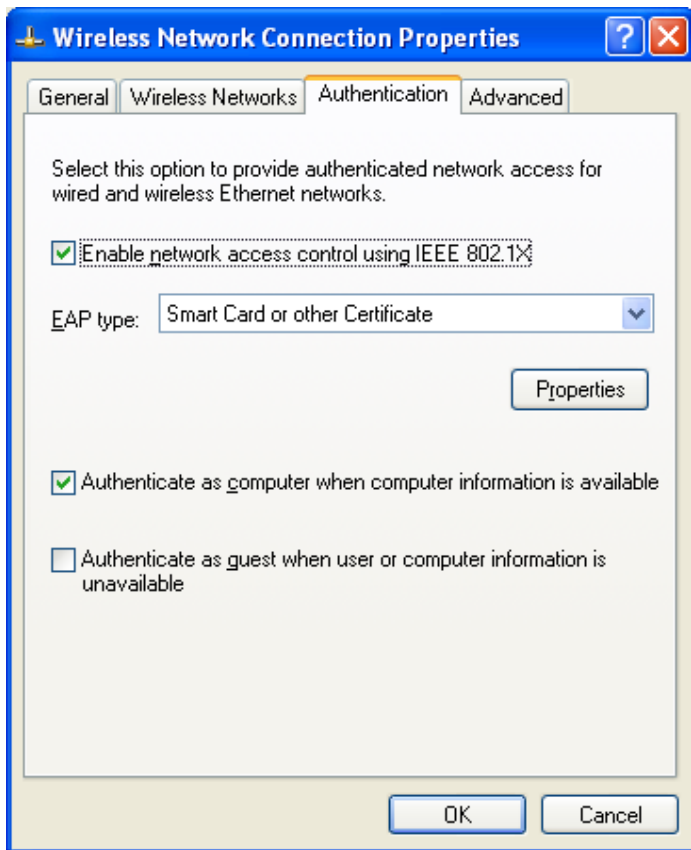 Wireless Network Connection Properties
General Wireless Networks Authentication Advanced
Select this option to provide authenticated network access for
wired and wireless Ethernet networks.
Enable network access control using IEEE 802.1X
EAP type: Smart Card or other Certificate
Properties
Authenticate as computer when computer information is available
Authenticate as guest when user or computer information is
unavailable
OK Cancel